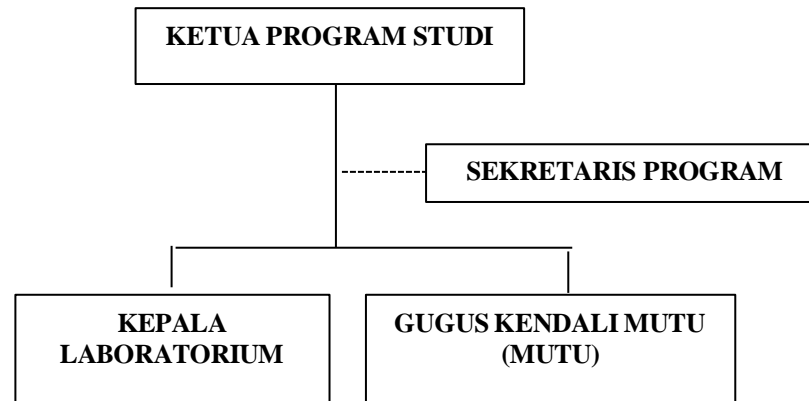 KETUA PROGRAM STUDI
SEKRETARIS PROGRAM
KEPALA
LABORATORIUM
GUGUS KENDALI MUTU
(MUTU)